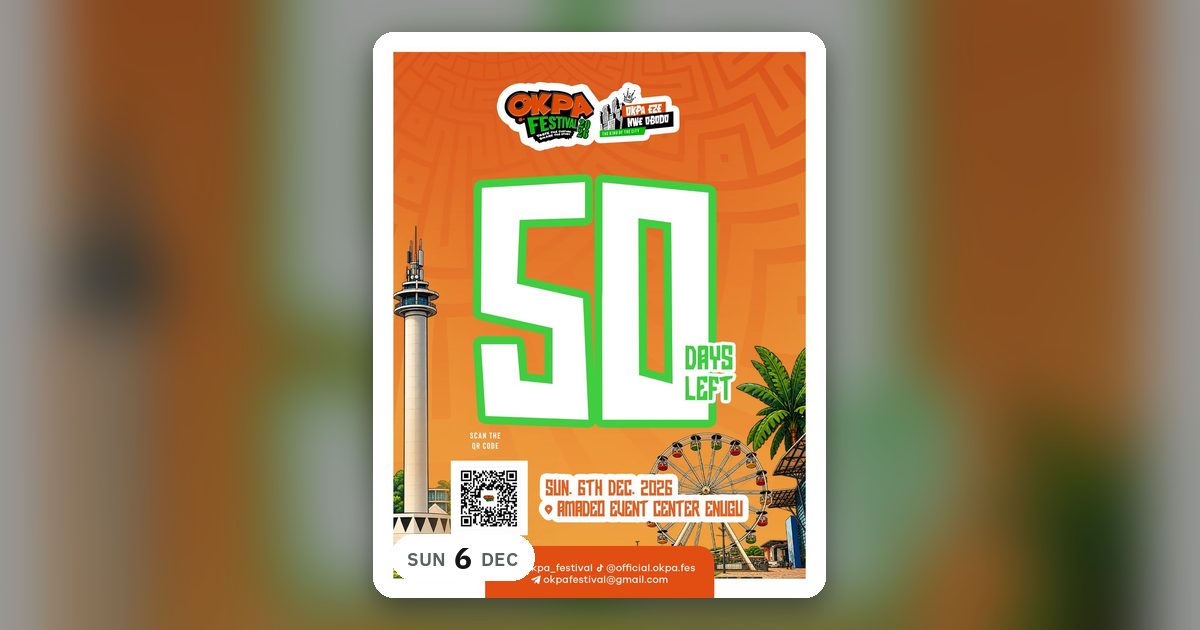 OKPA
FESTIVAL
OKPA EZE
NWE OBODO
THE KING OF THE CITY
50
DAYS
LEFT
SCAN THE
QR CODE
SUN. 6TH DEC. 2026
AMADEO EVENT CENTER ENUGU
SUN 6 DEC
kpa_festival @official.okpa.fes
okpafestival@gmail.com